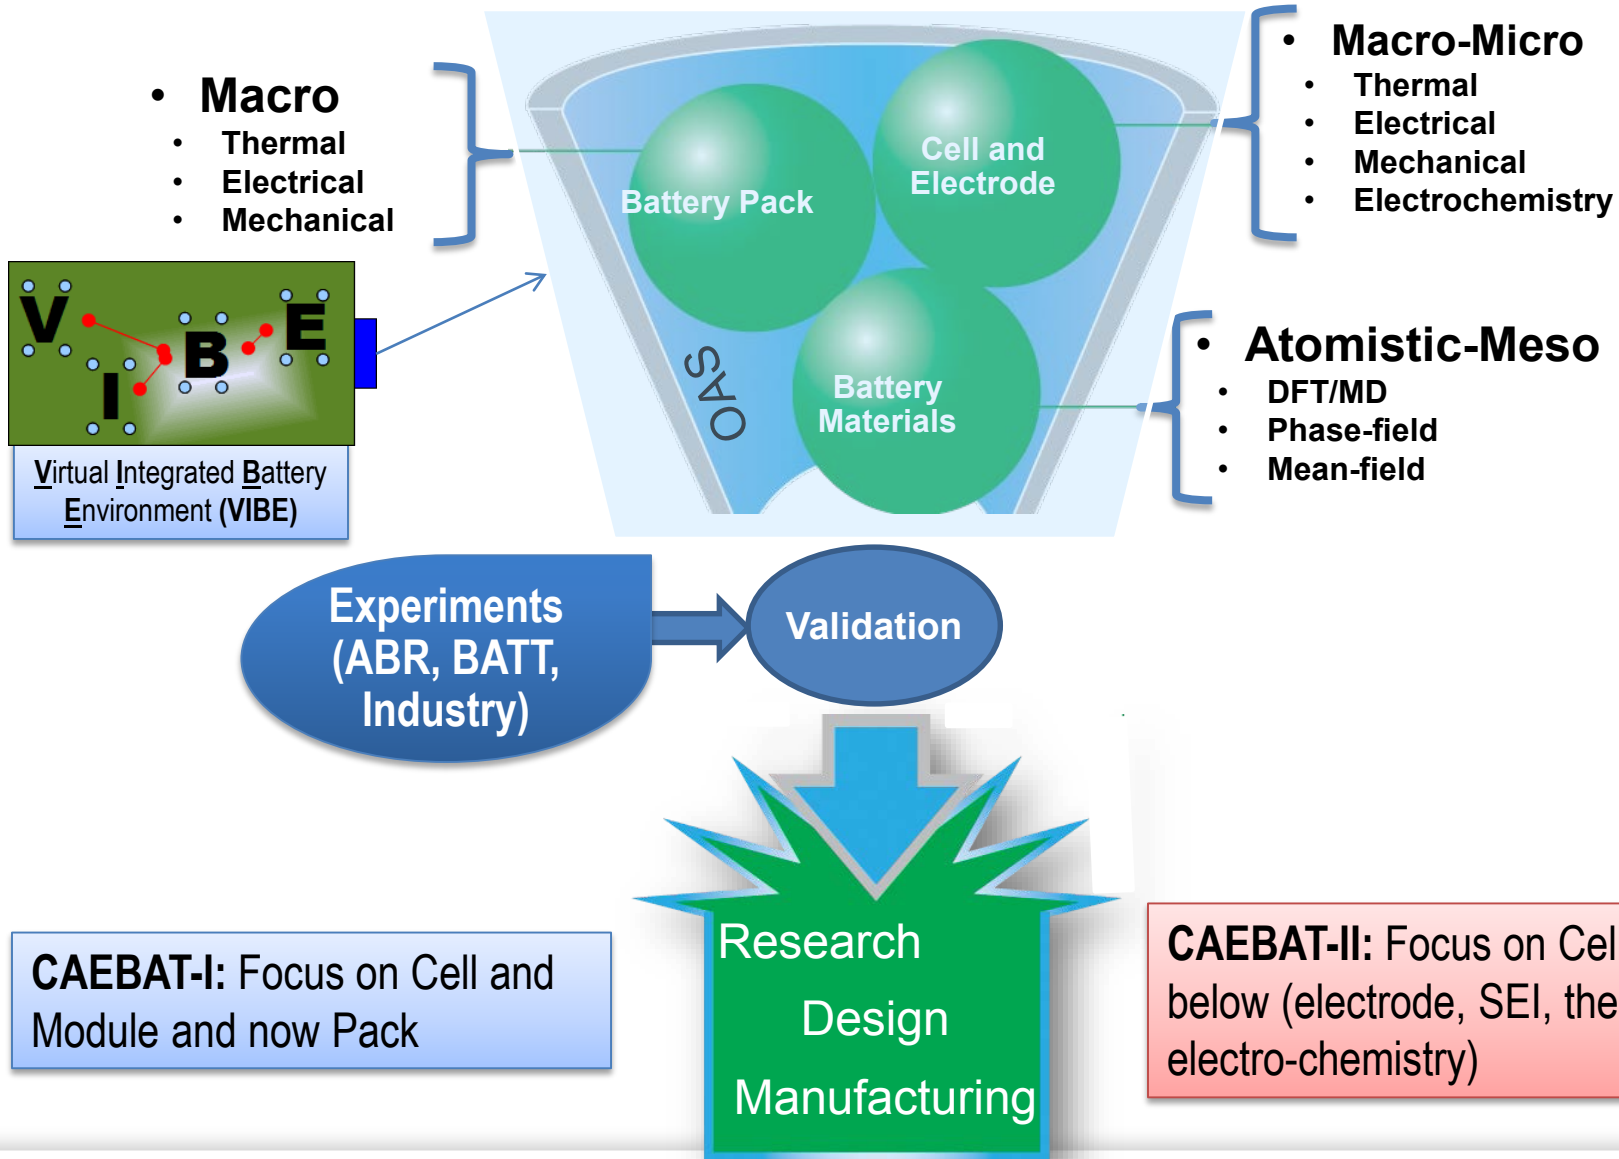 • Macro
• Thermal
• Electrical
• Mechanical
• Macro-Micro
• Thermal
• Electrical
• Mechanical
• Electrochemistry
Battery Pack
Cell and
Electrode
Battery
Materials
OAS
V I B E
Virtual Integrated Battery
Environment (VIBE)
• Atomistic-Meso
• DFT/MD
• Phase-field
• Mean-field
Experiments
(ABR, BATT,
Industry)
Validation
Research
Design
Manufacturing
CAEBAT-I: Focus on Cell and
Module and now Pack
CAEBAT-II: Focus on Cel
below (electrode, SEI, the
electro-chemistry)